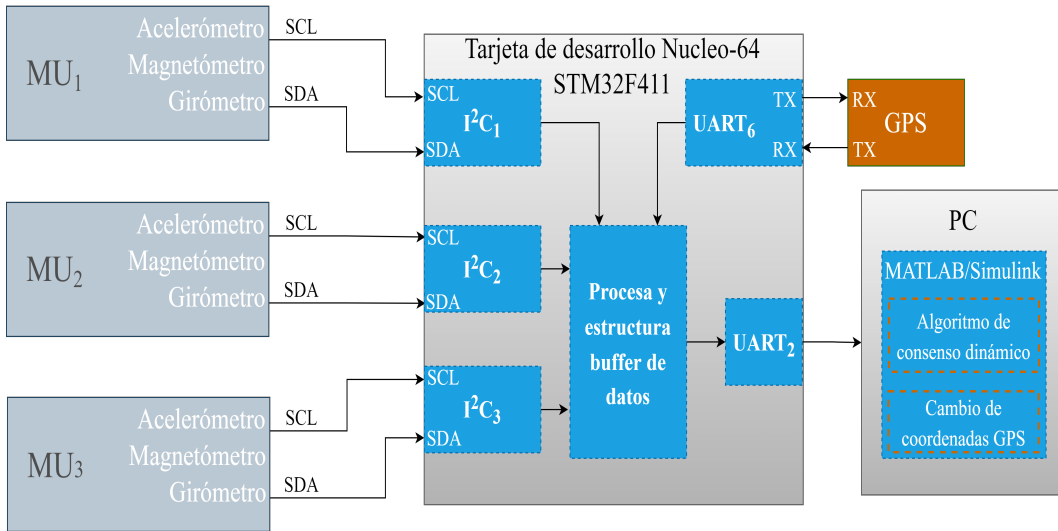 MU₁
Acelerómetro
Magnetómetro
Girómetro
SCL
SDA
MU₂
Acelerómetro
Magnetómetro
Girómetro
SCL
SDA
MU₃
Acelerómetro
Magnetómetro
Girómetro
SCL
SDA
Tarjeta de desarrollo Nucleo-64
STM32F411
SCL
I²C₁
SDA
SCL
I²C₂
SDA
SCL
I²C₃
SDA
Procesa y
estructura
buffer de
datos
TX
UART₆
RX
UART₂
RX
GPS
TX
PC
MATLAB/Simulink
Algoritmo de
consenso dinámico
Cambio de
coordenadas GPS